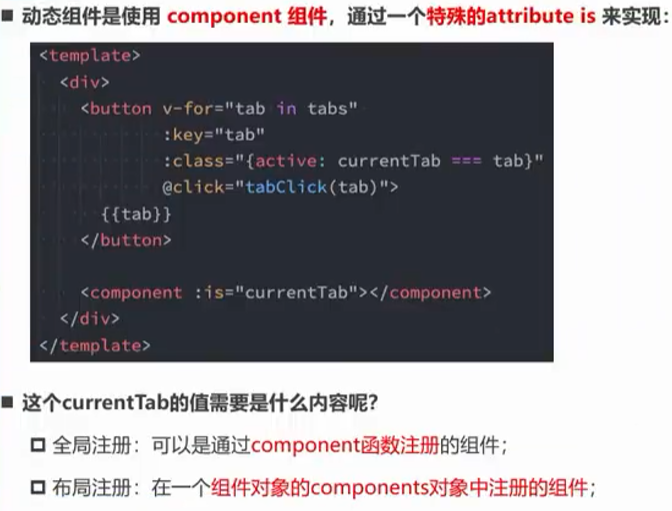 动态组件是使用 component 组件，通过一个特殊的attribute is 来实现：
<template>
<div>
<button v-for="tab in tabs"
:key="tab"
:class="{active: currentTab === tab}"
@click="tabClick(tab)">
{{tab}}
</button>
<component :is="currentTab"></component>
</div>
</template>
这个currentTab的值需要是什么内容呢？
全局注册：可以是通过component函数注册的组件；
布局注册：在一个组件对象的components对象中注册的组件；